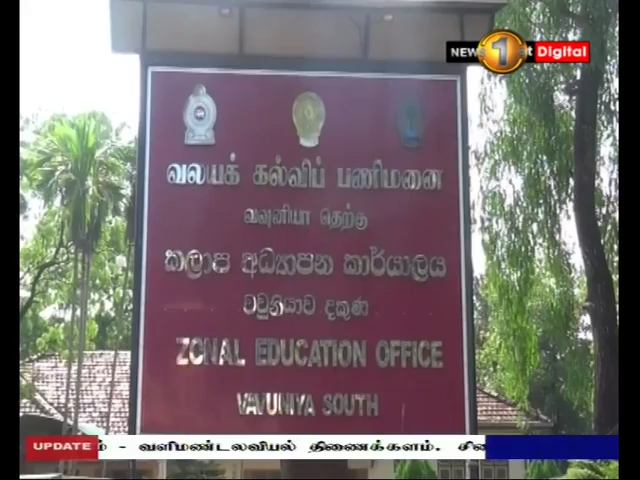 NEWS 1st Digital
வலயக் கல்விப் பணிமனை
வவுனியா தெற்கு
කලාප අධ්‍යාපන කාර්යාලය
වව්නියාව දකුණ
ZONAL EDUCATION OFFICE
VAVUNIYA SOUTH
UPDATE
- வளிமண்டலவியல் திணைக்களம்.